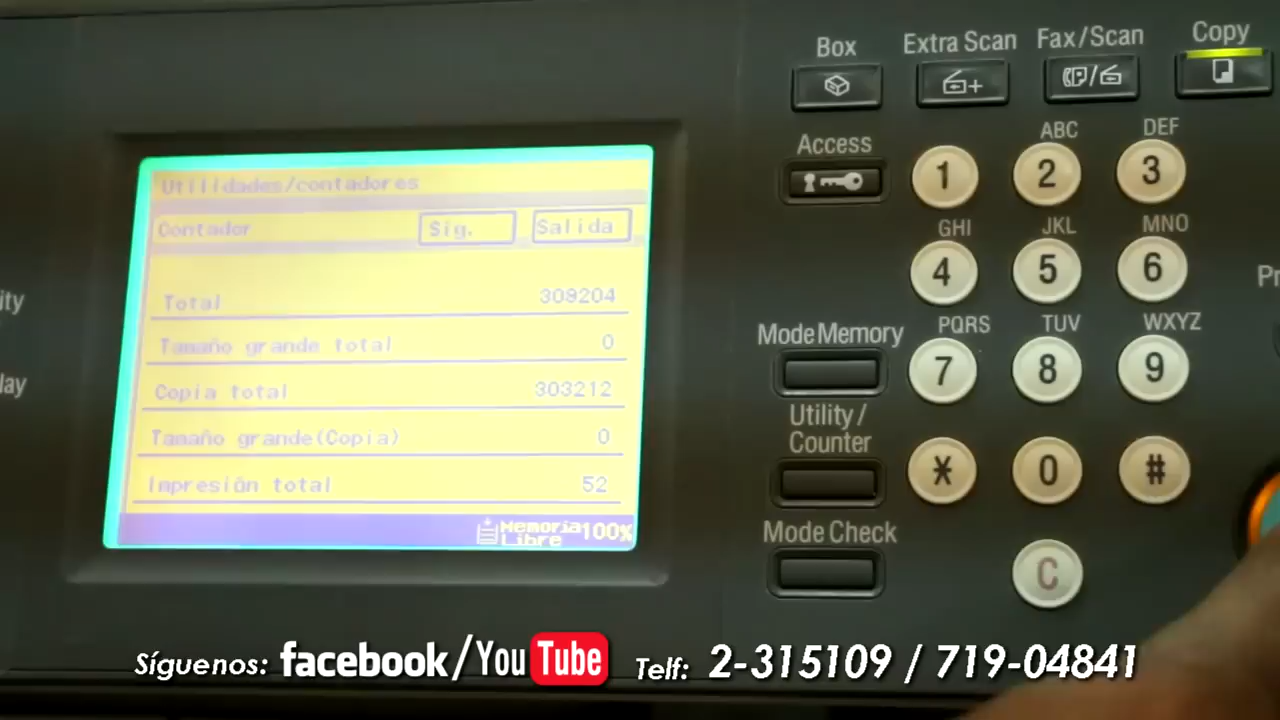 Box
Extra Scan
Fax/Scan
Copy
Access
Utilidades/contadores
Contador
Sig.
Salida
Total 309204
Tamaño grande total 0
Copia total 303212
Tamaño grande(Copia) 0
Impresión total 52
Memoria
Libre 100%
1
ABC
2
DEF
3
GHI
4
JKL
5
MNO
6
Mode Memory
PQRS
7
TUV
8
WXYZ
9
Utility/
Counter
*
0
#
Mode Check
C
Síguenos: facebook/YouTube Telf: 2-315109 / 719-04841